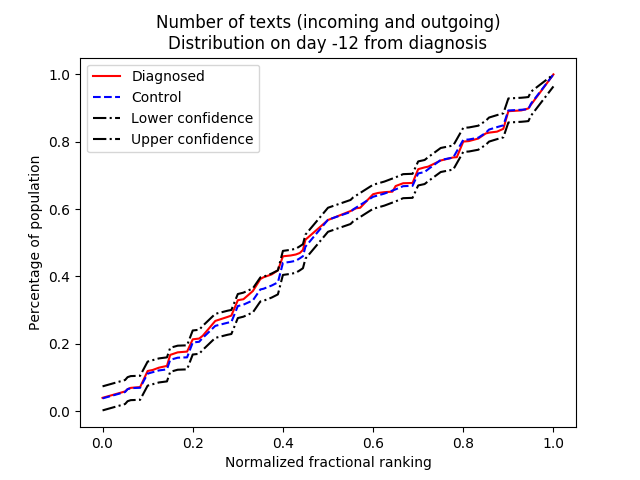 Number of texts (incoming and outgoing)
Distribution on day -12 from diagnosis
Diagnosed
Control
Lower confidence
Upper confidence
Percentage of population
1.0
0.8
0.6
0.4
0.2
0.0
0.0 0.2 0.4 0.6 0.8 1.0
Normalized fractional ranking